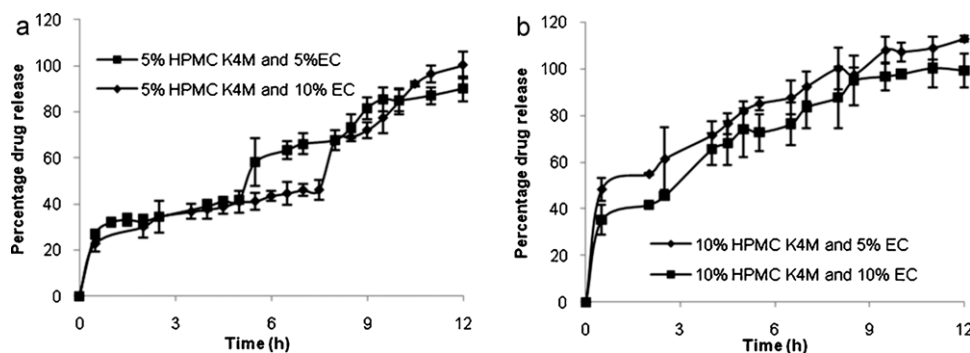 a
120
100
80
60
40
20
0
Percentage drug release
5% HPMC K4M and 5%EC
5% HPMC K4M and 10% EC
0 3 6 9 12
Time (h)
b
120
100
80
60
40
20
0
Percentage drug release
10% HPMC K4M and 5% EC
10% HPMC K4M and 10% EC
0 3 6 9 12
Time (h)